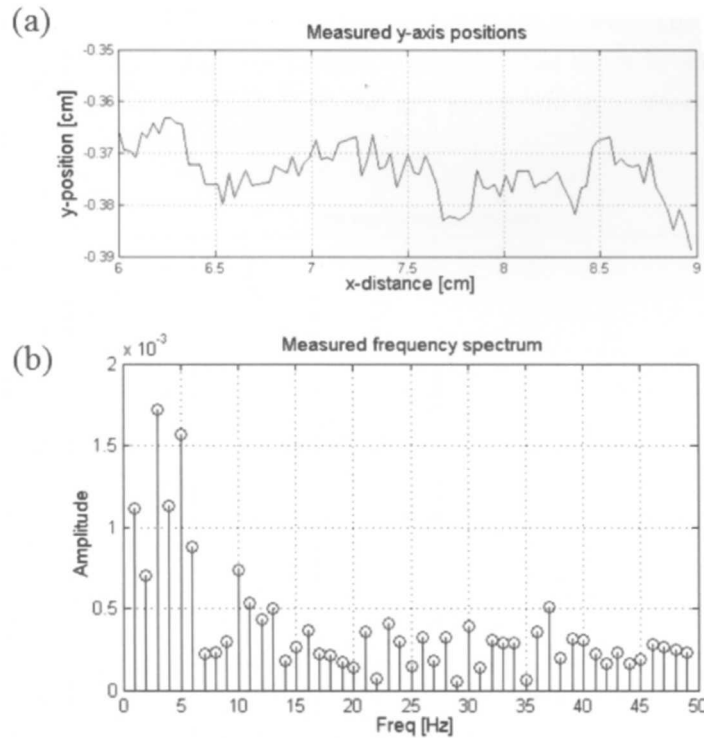 (a)
Measured y-axis positions
-0.35
-0.36
-0.37
-0.38
-0.39
y-position [cm]
6 6.5 7 7.5 8 8.5 9
x-distance [cm]
(b)
x 10-3
Measured frequency spectrum
2
1.5
1
0.5
0
Amplitude
0 5 10 15 20 25 30 35 40 45 50
Freq [Hz]